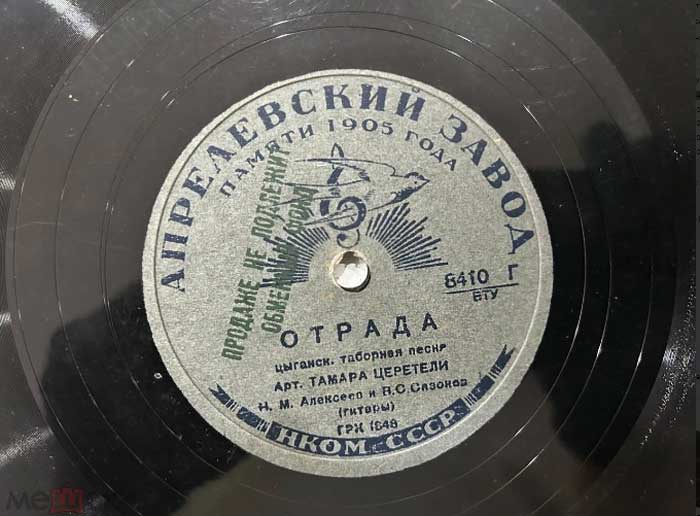 АПРЕЛЕВСКИЙ ЗАВОД
ПАМЯТИ 1905 ГОДА
ПРОДАЖЕ НЕ ПОДЛЕЖИТ
ОБМЕННЫЙ ФОНД
8410 Г
ВТУ
ОТРАДА
цыганск. таборная песня
Арт. ТАМАРА ЦЕРЕТЕЛИ
Н. М. Алексеев и В. С. Сазонов
(гитары)
ГРК 1648
НКОМ СССР
мешок